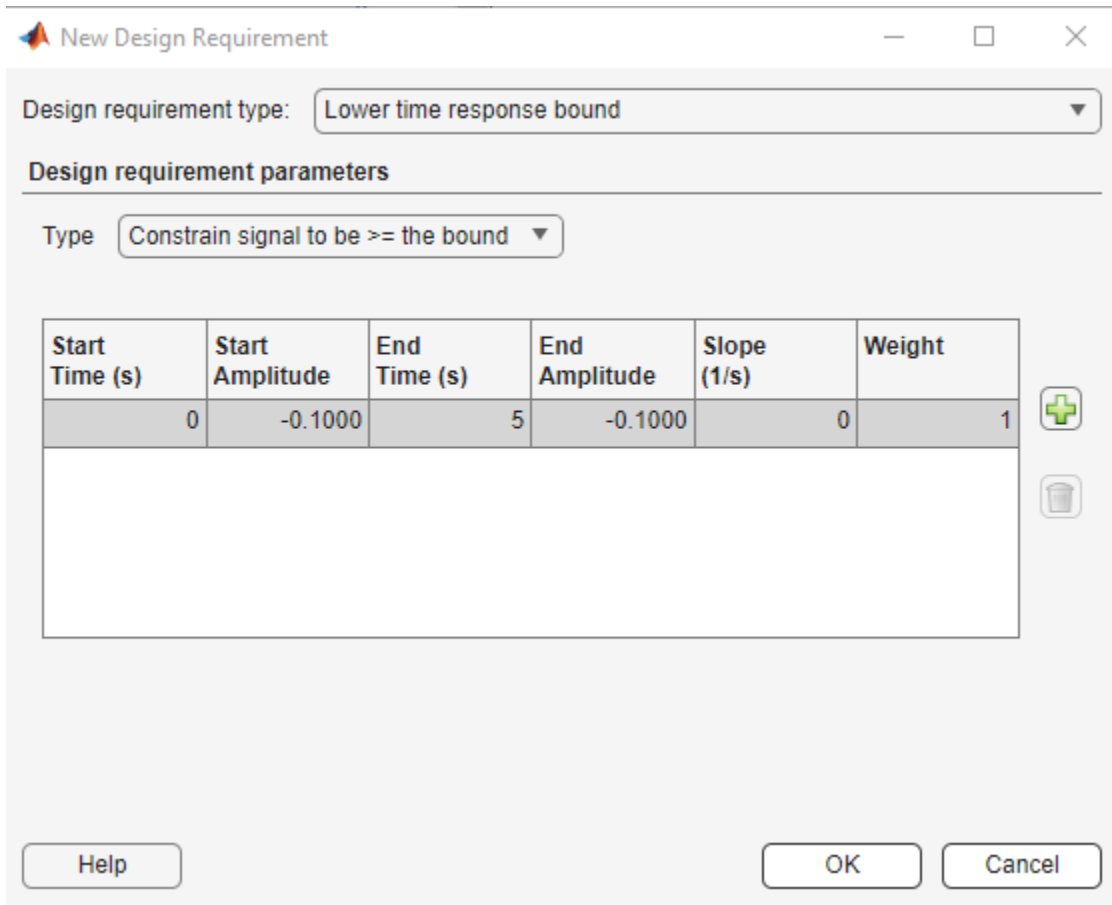 New Design Requirement
Design requirement type: Lower time response bound
Design requirement parameters
Type Constrain signal to be >= the bound
Start Time (s) Start Amplitude End Time (s) End Amplitude Slope (1/s) Weight
0 -0.1000 5 -0.1000 0 1
Help OK Cancel